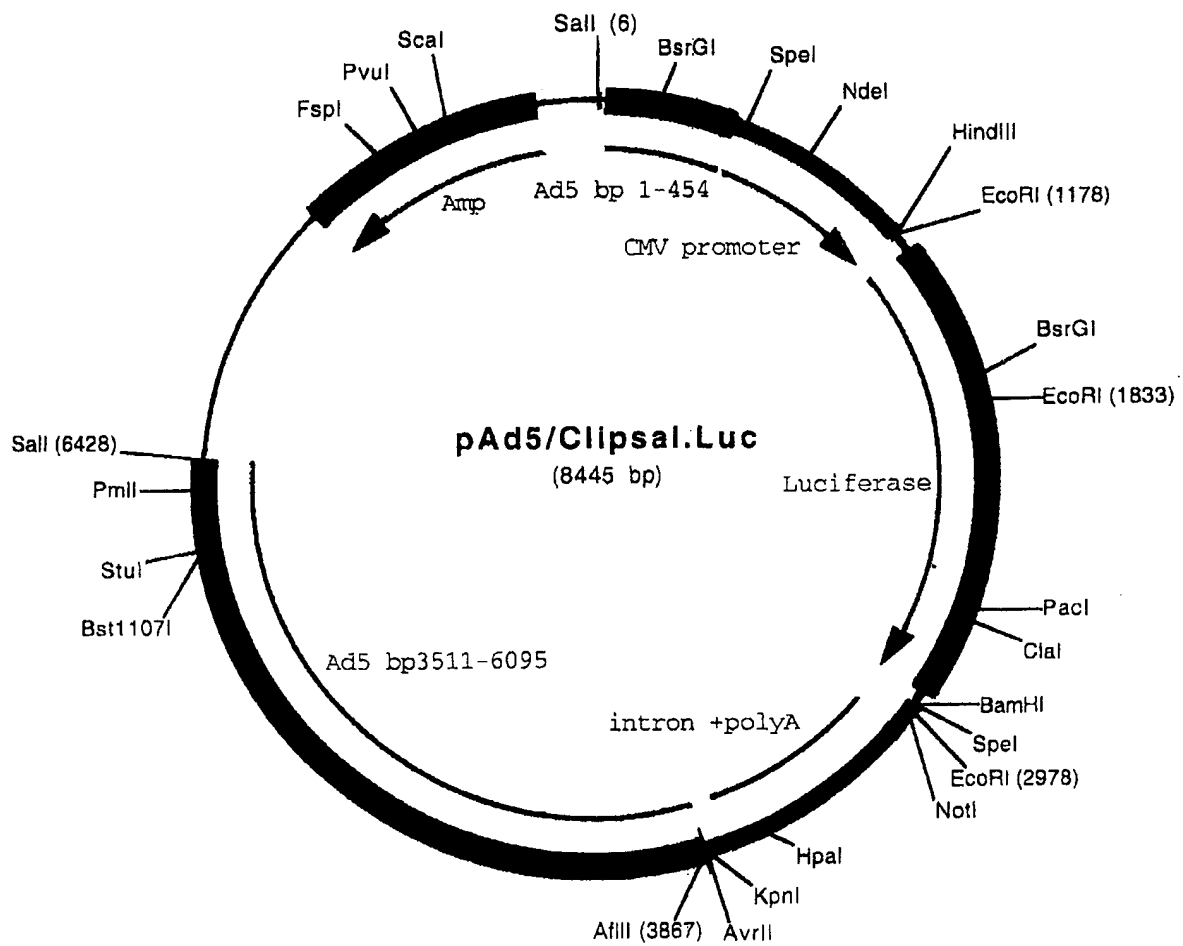 SalI (6)
BsrGI
SpeI
NdeI
HindIII
EcoRI (1178)
BsrGI
EcoRI (1833)
PacI
ClaI
BamHI
SpeI
EcoRI (2978)
NotI
HpaI
KpnI
AvrII
AflII (3867)
Bst1107I
StuI
PmlI
SalI (6428)
FspI
PvuI
ScaI
Amp
Ad5 bp 1-454
CMV promoter
pAd5/Clipsal.Luc
(8445 bp)
Luciferase
Ad5 bp3511-6095
intron +polyA